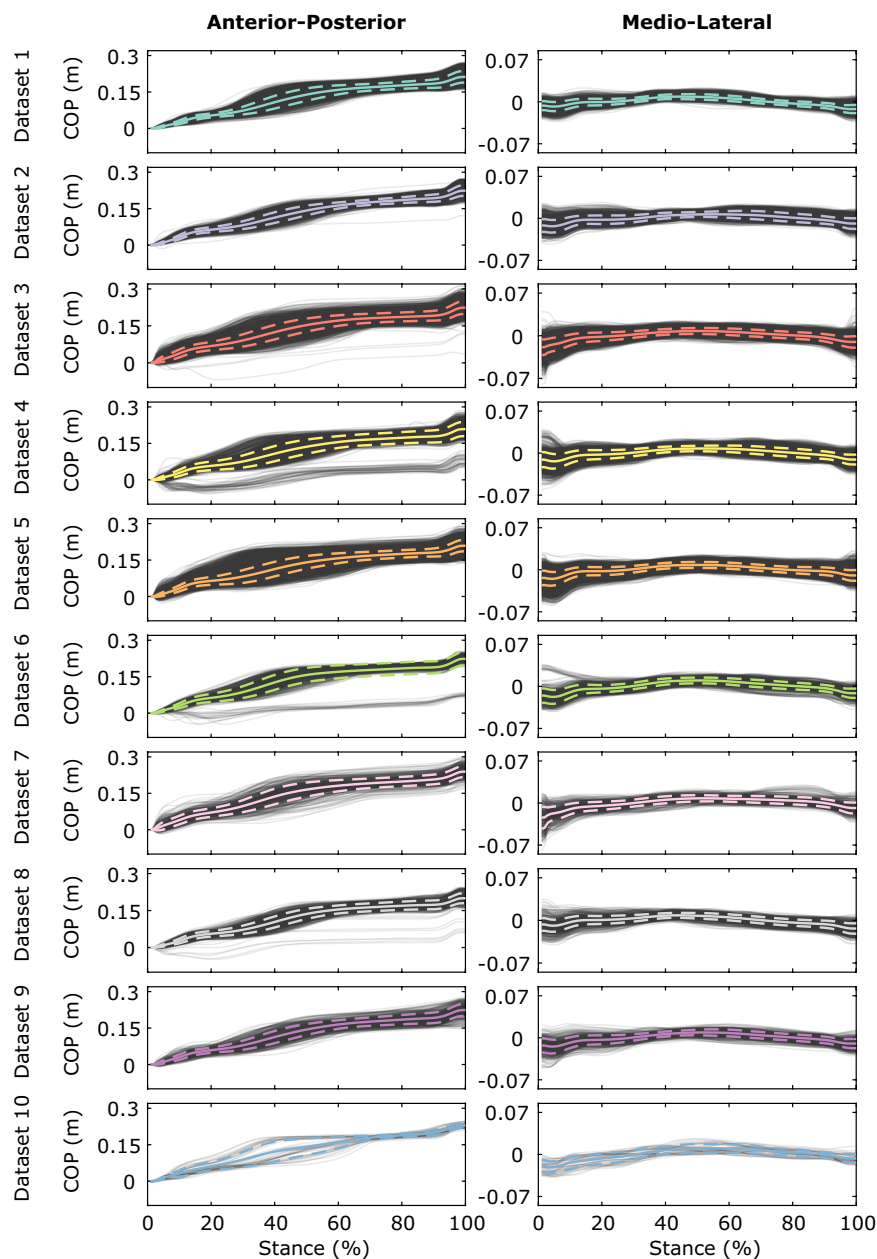 Anterior-Posterior Medio-Lateral
Dataset 1 COP (m) 0.3 0.15 0 0.07 0 -0.07
Dataset 2 COP (m) 0.3 0.15 0 0.07 0 -0.07
Dataset 3 COP (m) 0.3 0.15 0 0.07 0 -0.07
Dataset 4 COP (m) 0.3 0.15 0 0.07 0 -0.07
Dataset 5 COP (m) 0.3 0.15 0 0.07 0 -0.07
Dataset 6 COP (m) 0.3 0.15 0 0.07 0 -0.07
Dataset 7 COP (m) 0.3 0.15 0 0.07 0 -0.07
Dataset 8 COP (m) 0.3 0.15 0 0.07 0 -0.07
Dataset 9 COP (m) 0.3 0.15 0 0.07 0 -0.07
Dataset 10 COP (m) 0.3 0.15 0 0.07 0 -0.07
0 20 40 60 80 100 0 20 40 60 80 100
Stance (%) Stance (%)